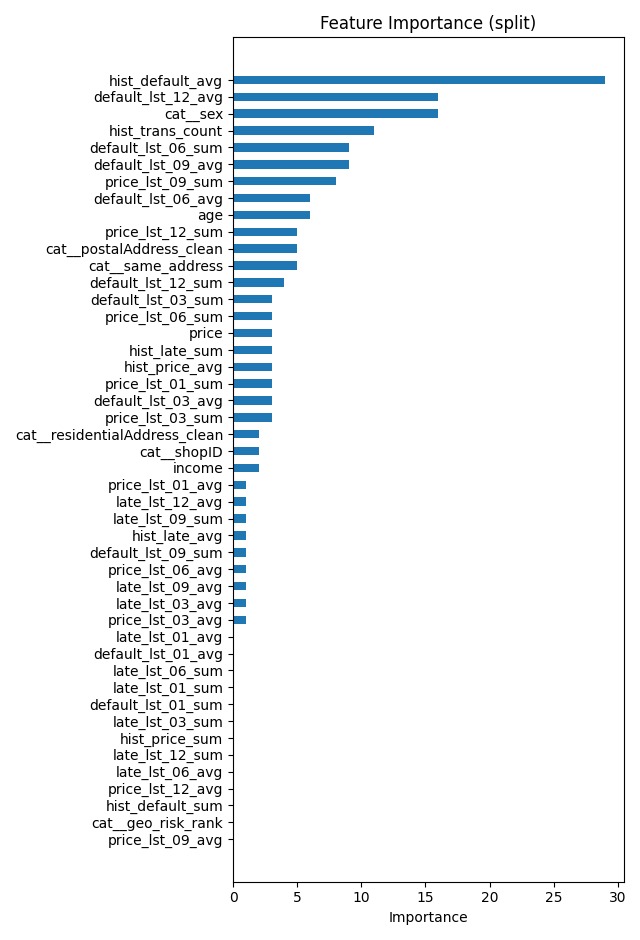 Feature Importance (split)
hist_default_avg
default_lst_12_avg
cat__sex
hist_trans_count
default_lst_06_sum
default_lst_09_avg
price_lst_09_sum
default_lst_06_avg
age
price_lst_12_sum
cat__postalAddress_clean
cat__same_address
default_lst_12_sum
default_lst_03_sum
price_lst_06_sum
price
hist_late_sum
hist_price_avg
price_lst_01_sum
default_lst_03_avg
price_lst_03_sum
cat__residentialAddress_clean
cat__shopID
income
price_lst_01_avg
late_lst_12_avg
late_lst_09_sum
hist_late_avg
default_lst_09_sum
price_lst_06_avg
late_lst_09_avg
late_lst_03_avg
price_lst_03_avg
late_lst_01_avg
default_lst_01_avg
late_lst_06_sum
late_lst_01_sum
default_lst_01_sum
late_lst_03_sum
hist_price_sum
late_lst_12_sum
late_lst_06_avg
price_lst_12_avg
hist_default_sum
cat__geo_risk_rank
price_lst_09_avg
0 5 10 15 20 25 30
Importance